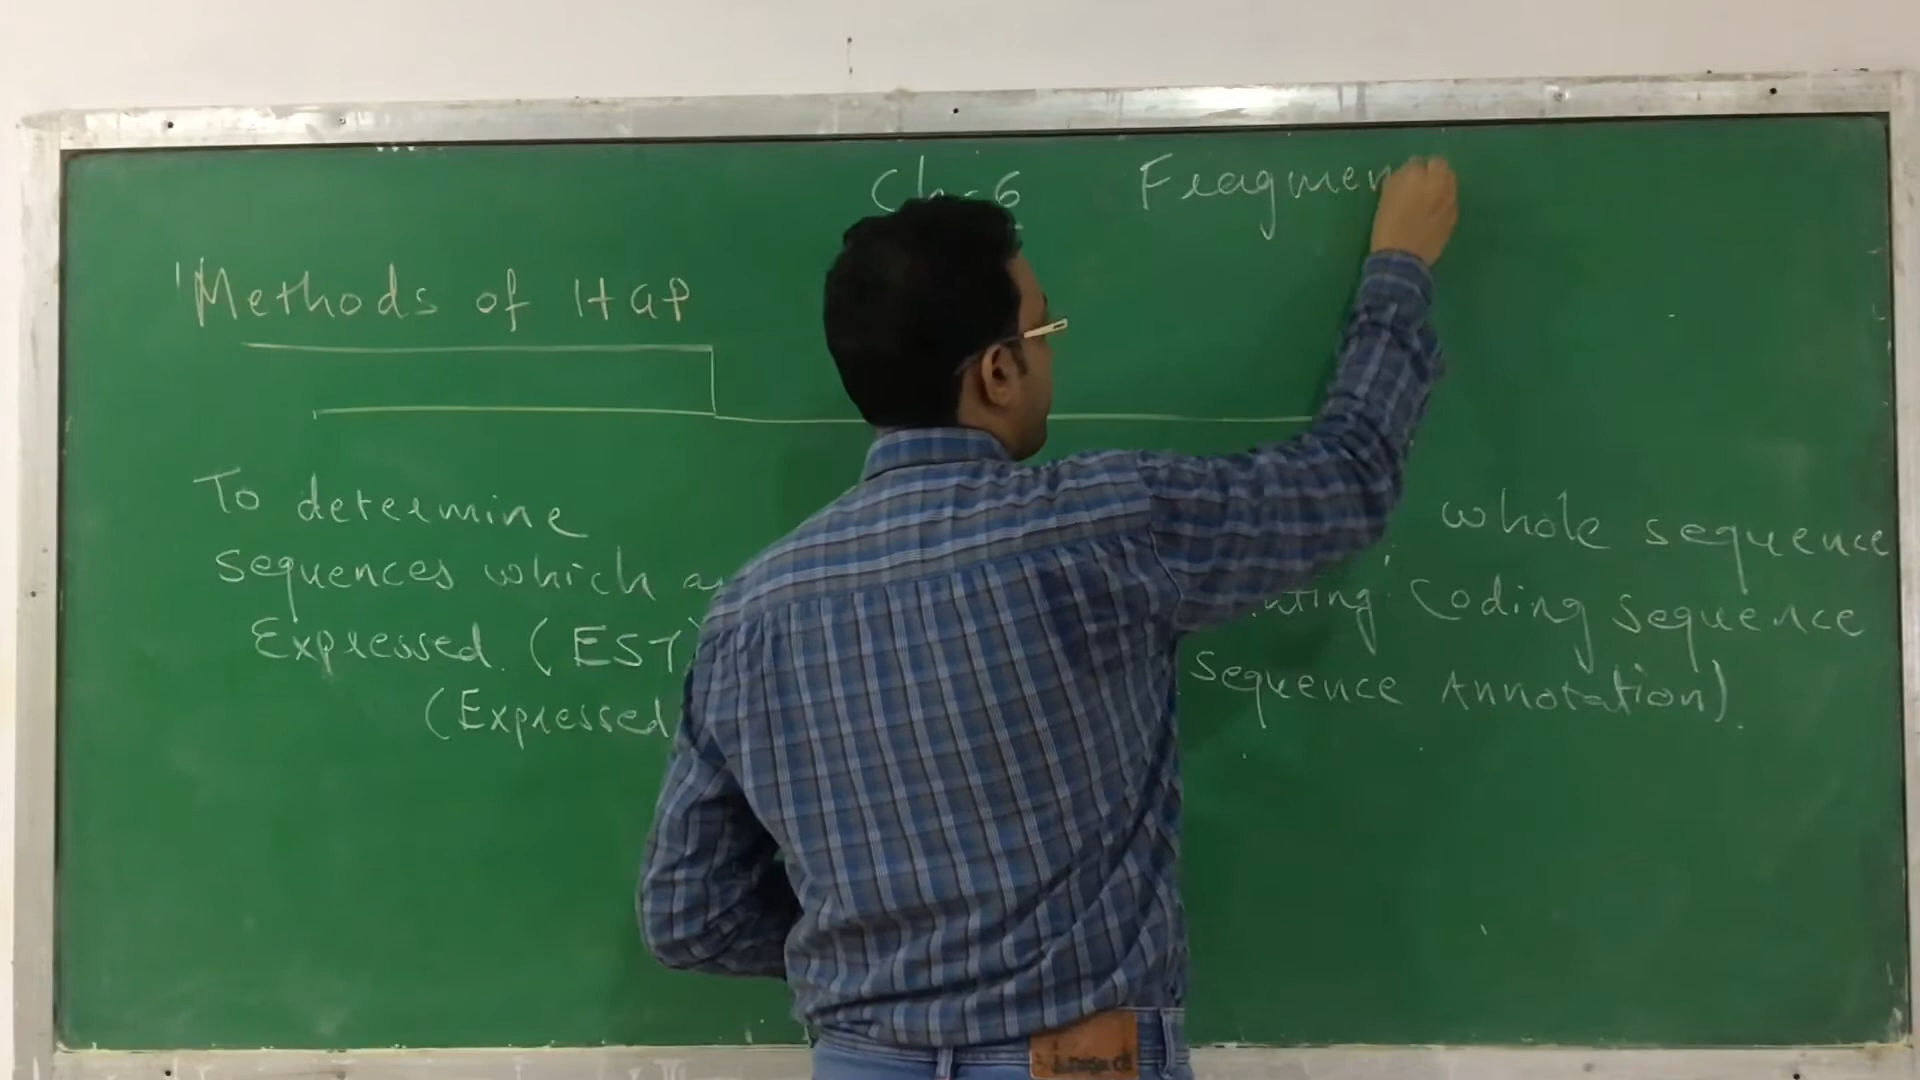 Ch-6 Fragmen
Methods of HGP
To determine
sequences which
Expressed. (EST)
(Expressed
whole sequence
Coding sequence
Sequence Annotation).